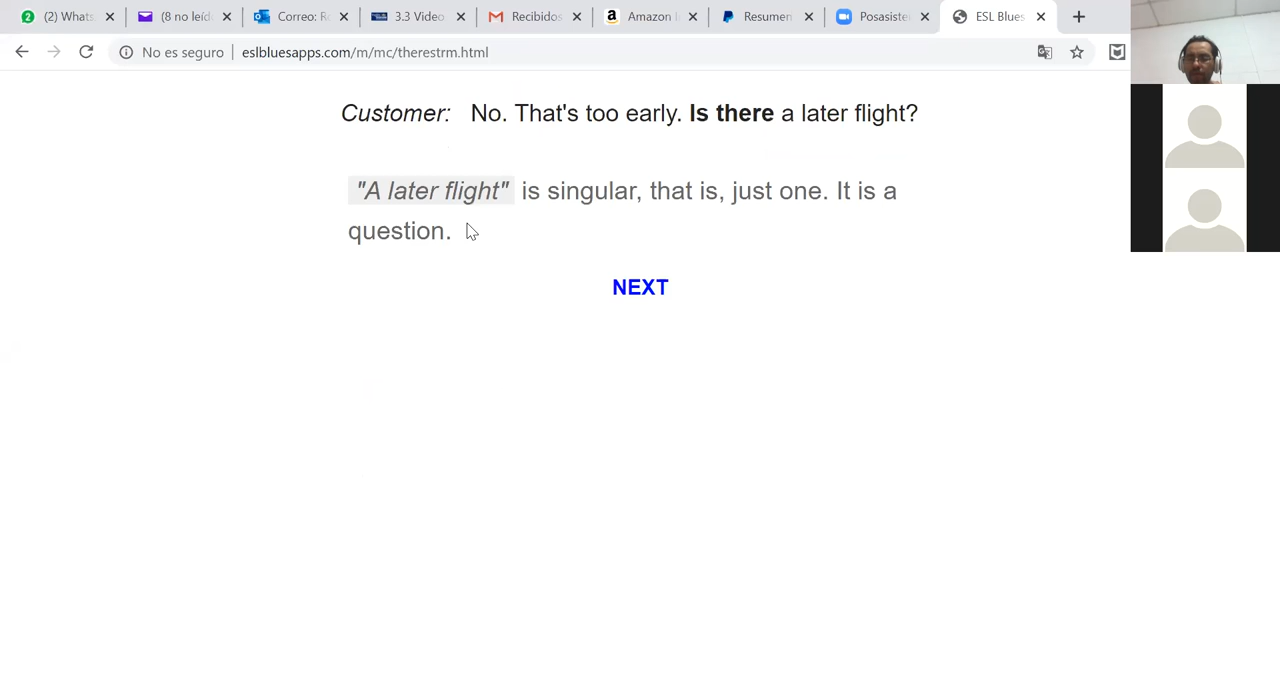 (2) Whats
(8 no leíd
Correo: R
3.3 Video
Recibidos
Amazon
Resumen
Posasiste
ESL Blues
No es seguro
eslbluesapps.com/m/mc/therestrm.html
Customer: No. That's too early. Is there a later flight?
"A later flight" is singular, that is, just one. It is a
question.
NEXT